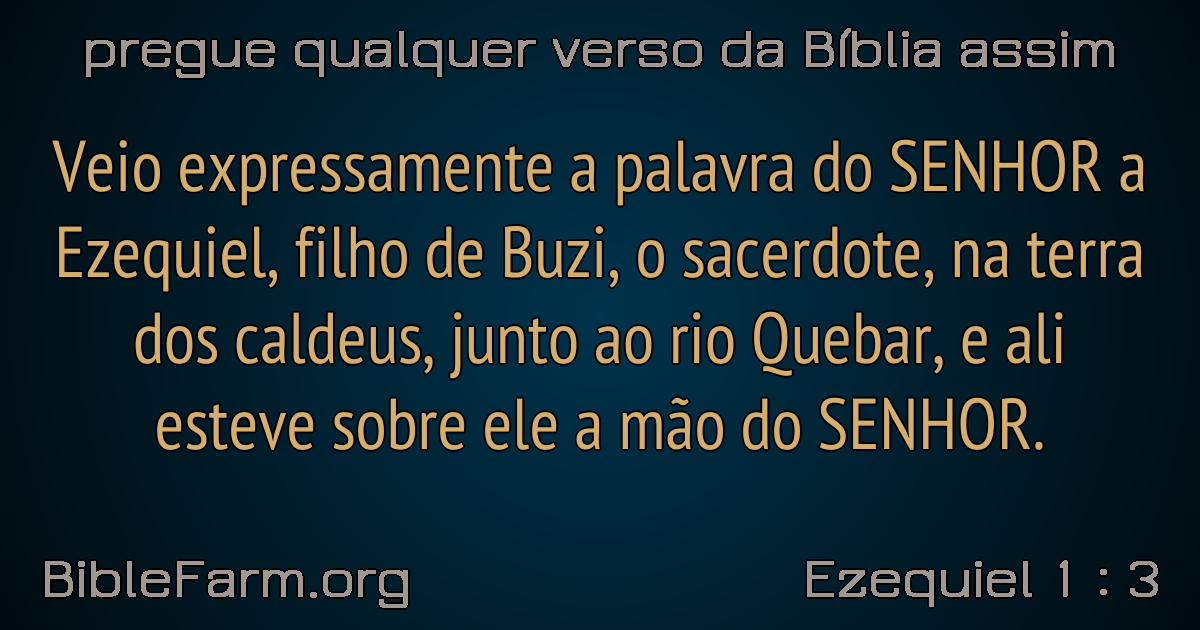 pregue qualquer verso da Bíblia assim
Veio expressamente a palavra do SENHOR a
Ezequiel, filho de Buzi, o sacerdote, na terra
dos caldeus, junto ao rio Quebar, e ali
esteve sobre ele a mão do SENHOR.
BibleFarm.org
Ezequiel 1 : 3